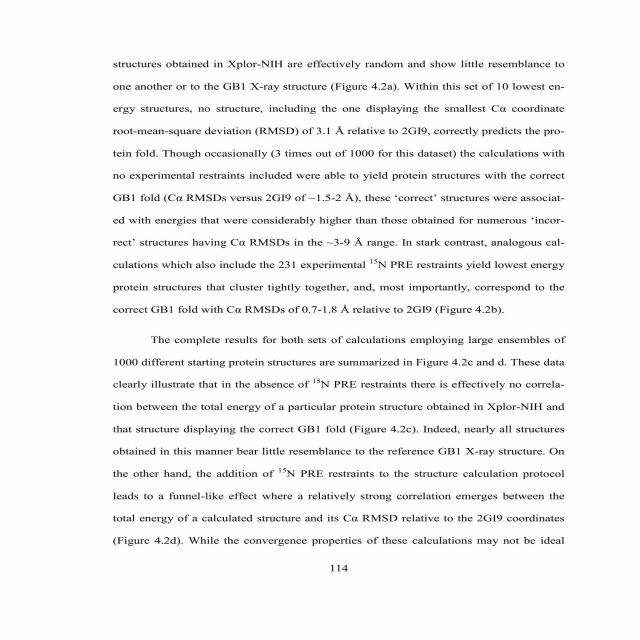 structures obtained in Xplor-NIH are effectively random and show little resemblance to
one another or to the GB1 X-ray structure (Figure 4.2a). Within this set of 10 lowest en-
ergy structures, no structure, including the one displaying the smallest Cα coordinate
root-mean-square deviation (RMSD) of 3.1 Å relative to 2GI9, correctly predicts the pro-
tein fold. Though occasionally (3 times out of 1000 for this dataset) the calculations with
no experimental restraints included were able to yield protein structures with the correct
GB1 fold (Cα RMSDs versus 2GI9 of ~1.5-2 Å), these ‘correct’ structures were associat-
ed with energies that were considerably higher than those obtained for numerous ‘incor-
rect’ structures having Cα RMSDs in the ~3-9 Å range. In stark contrast, analogous cal-
culations which also include the 231 experimental ¹⁵N PRE restraints yield lowest energy
protein structures that cluster tightly together, and, most importantly, correspond to the
correct GB1 fold with Cα RMSDs of 0.7-1.8 Å relative to 2GI9 (Figure 4.2b).
The complete results for both sets of calculations employing large ensembles of
1000 different starting protein structures are summarized in Figure 4.2c and d. These data
clearly illustrate that in the absence of ¹⁵N PRE restraints there is effectively no correla-
tion between the total energy of a particular protein structure obtained in Xplor-NIH and
that structure displaying the correct GB1 fold (Figure 4.2c). Indeed, nearly all structures
obtained in this manner bear little resemblance to the reference GB1 X-ray structure. On
the other hand, the addition of ¹⁵N PRE restraints to the structure calculation protocol
leads to a funnel-like effect where a relatively strong correlation emerges between the
total energy of a calculated structure and its Cα RMSD relative to the 2GI9 coordinates
(Figure 4.2d). While the convergence properties of these calculations may not be ideal
114